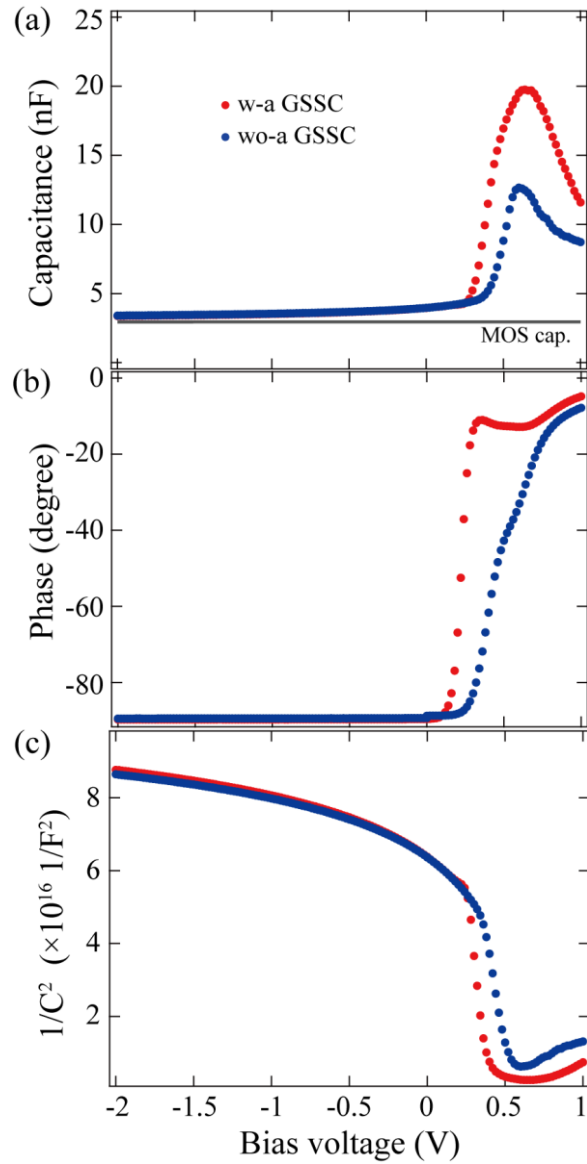 (a)
25
20
15
10
5
Capacitance (nF)
w-a GSSC
wo-a GSSC
MOS cap.
(b)
0
-20
-40
-60
-80
Phase (degree)
(c)
8
6
4
2
1/C² (×10¹⁶ 1/F²)
-2 -1.5 -1 -0.5 0 0.5 1
Bias voltage (V)